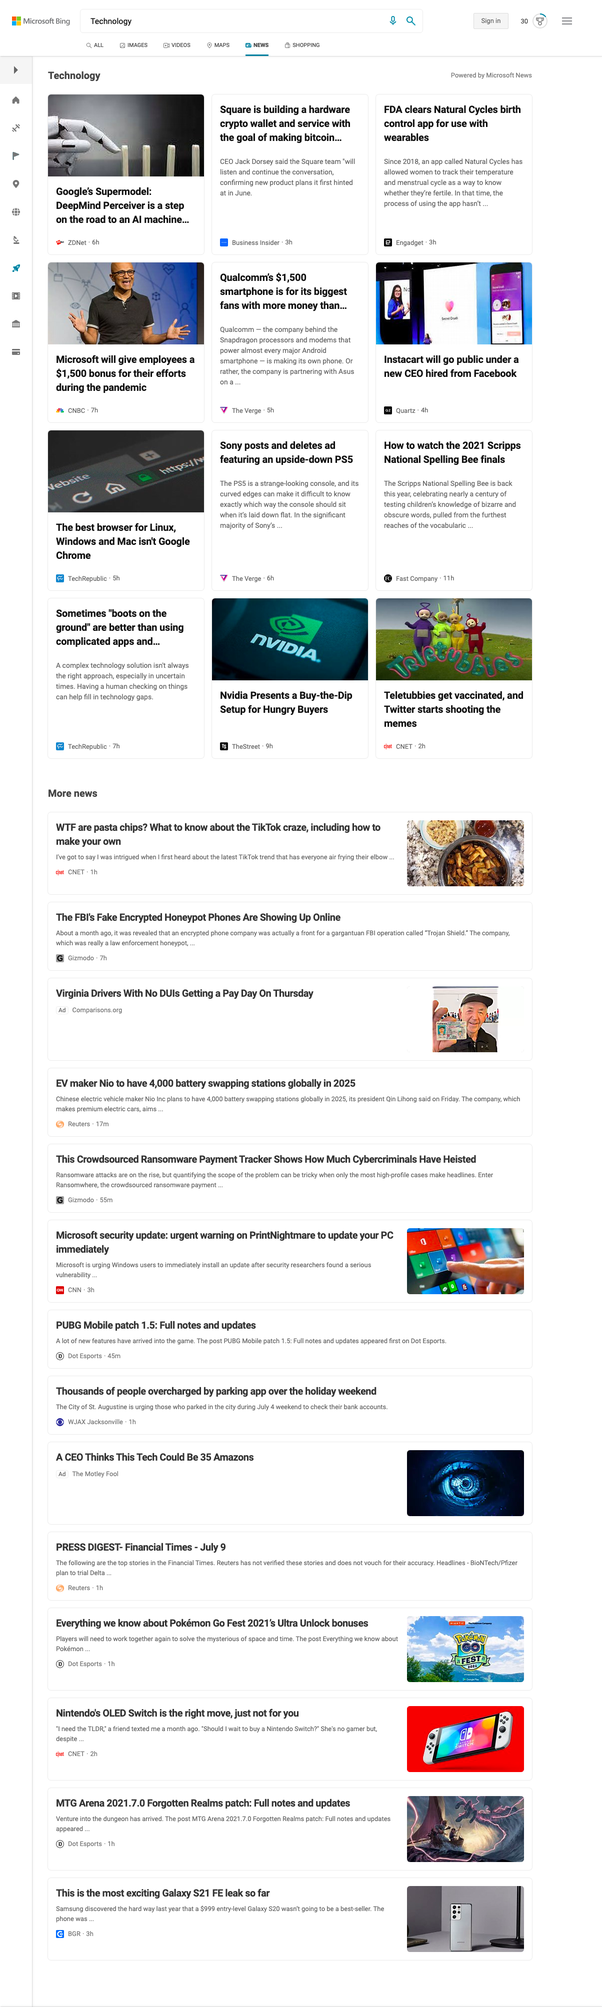 Microsoft Bing
Technology
Sign in
30
ALL
IMAGES
VIDEOS
MAPS
NEWS
SHOPPING
Technology
Powered by Microsoft News
Google's Supermodel:
DeepMind Perceiver is a step
on the road to an AI machine...
ZDNet · 6h
Square is building a hardware
crypto wallet and service with
the goal of making bitcoin...
CEO Jack Dorsey said the Square team "will
listen and continue the conversation,
confirming new product plans it first hinted
at in June.
Business Insider · 3h
FDA clears Natural Cycles birth
control app for use with
wearables
Since 2018, an app called Natural Cycles has
allowed women to track their temperature
and menstrual cycle as a way to know
whether they're fertile. In that time, the
process of using the app hasn't ...
Engadget · 3h
Microsoft will give employees a
$1,500 bonus for their efforts
during the pandemic
CNBC · 7h
Qualcomm's $1,500
smartphone is for its biggest
fans with more money than...
Qualcomm — the company behind the
Snapdragon processors and modems that
power almost every major Android
smartphone — is making its own phone. Or
rather, the company is partnering with Asus
on a ...
The Verge · 5h
Instacart will go public under a
new CEO hired from Facebook
Quartz · 4h
Website
https://w
The best browser for Linux,
Windows and Mac isn't Google
Chrome
TechRepublic · 5h
Sony posts and deletes ad
featuring an upside-down PS5
The PS5 is a strange-looking console, and its
curved edges can make it difficult to know
exactly which way the console should sit
when it's laid down flat. In the significant
majority of Sony's ...
The Verge · 6h
How to watch the 2021 Scripps
National Spelling Bee finals
The Scripps National Spelling Bee is back
this year, celebrating nearly a century of
testing children's knowledge of bizarre and
obscure words, pulled from the furthest
reaches of the vocabularic ...
Fast Company · 11h
Sometimes "boots on the
ground" are better than using
complicated apps and...
A complex technology solution isn't always
the right approach, especially in uncertain
times. Having a human checking on things
can help fill in technology gaps.
TechRepublic · 7h
NVIDIA
Nvidia Presents a Buy-the-Dip
Setup for Hungry Buyers
TheStreet · 9h
Teletubbies
Teletubbies get vaccinated, and
Twitter starts shooting the
memes
CNET · 2h
More news
WTF are pasta chips? What to know about the TikTok craze, including how to
make your own
I've got to say I was intrigued when I first heard about the latest TikTok trend that has everyone air frying their elbow ...
CNET · 1h
The FBI's Fake Encrypted Honeypot Phones Are Showing Up Online
About a month ago, it was revealed that an encrypted phone company was actually a front for a gargantuan FBI operation called "Trojan Shield." The company,
which was really a law enforcement honeypot, ...
Gizmodo · 7h
Virginia Drivers With No DUIs Getting a Pay Day On Thursday
Ad Comparisons.org
EV maker Nio to have 4,000 battery swapping stations globally in 2025
Chinese electric vehicle maker Nio Inc plans to have 4,000 battery swapping stations globally in 2025, its president Qin Lihong said on Friday. The company, which
makes premium electric cars, aims ...
Reuters · 17m
This Crowdsourced Ransomware Payment Tracker Shows How Much Cybercriminals Have Heisted
Ransomware attacks are on the rise, but quantifying the scope of the problem can be tricky when only the most high-profile cases make headlines. Enter
Ransomwhere, the crowdsourced ransomware payment ...
Gizmodo · 55m
Microsoft security update: urgent warning on PrintNightmare to update your PC
immediately
Microsoft is urging Windows users to immediately install an update after security researchers found a serious
vulnerability ...
CNN · 3h
PUBG Mobile patch 1.5: Full notes and updates
A lot of new features have arrived into the game. The post PUBG Mobile patch 1.5: Full notes and updates appeared first on Dot Esports.
Dot Esports · 45m
Thousands of people overcharged by parking app over the holiday weekend
The City of St. Augustine is urging those who parked in the city during July 4 weekend to check their bank accounts.
WJAX Jacksonville · 1h
A CEO Thinks This Tech Could Be 35 Amazons
Ad The Motley Fool
PRESS DIGEST- Financial Times - July 9
The following are the top stories in the Financial Times. Reuters has not verified these stories and does not vouch for their accuracy. Headlines - BioNTech/Pfizer
plan to trial Delta ...
Reuters · 1h
Everything we know about Pokémon Go Fest 2021's Ultra Unlock bonuses
Players will need to work together again to solve the mysterious of space and time. The post Everything we know about
Pokémon ...
Dot Esports · 1h
GO
FEST
Nintendo's OLED Switch is the right move, just not for you
"I need the TLDR," a friend texted me a month ago. "Should I wait to buy a Nintendo Switch?" She's no gamer but,
despite ...
CNET · 2h
MTG Arena 2021.7.0 Forgotten Realms patch: Full notes and updates
Venture into the dungeon has arrived. The post MTG Arena 2021.7.0 Forgotten Realms patch: Full notes and updates
appeared ...
Dot Esports · 1h
This is the most exciting Galaxy S21 FE leak so far
Samsung discovered the hard way last year that a $999 entry-level Galaxy S20 wasn't going to be a best-seller. The
phone was ...
BGR · 3h